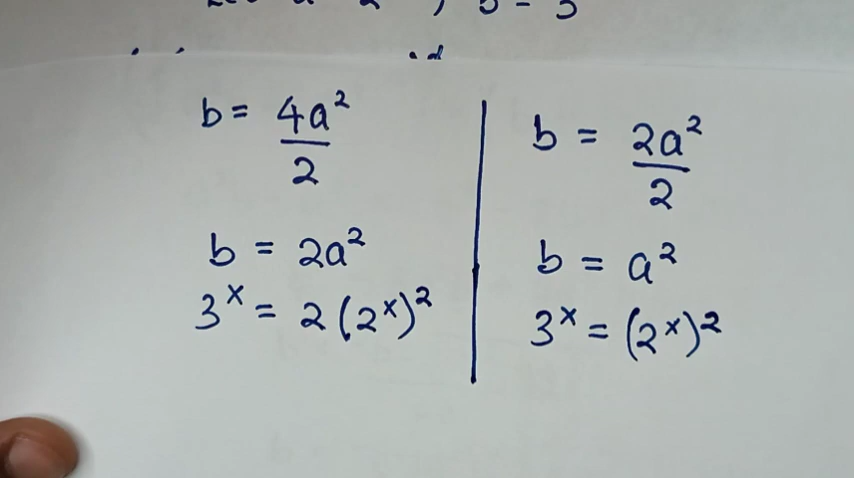 b = 4a²/2
b = 2a²
3ˣ = 2(2ˣ)²
b = 2a²/2
b = a²
3ˣ = (2ˣ)²